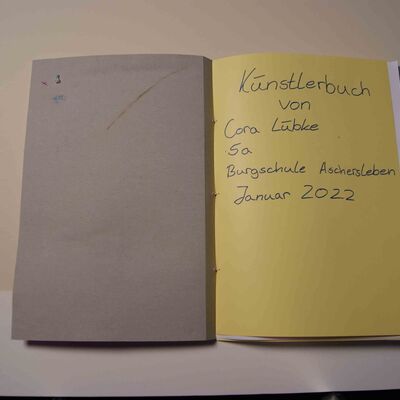 Künstlerbuch
von
Cora Lübke
5a
Burgschule Aschersleben
Januar 2022